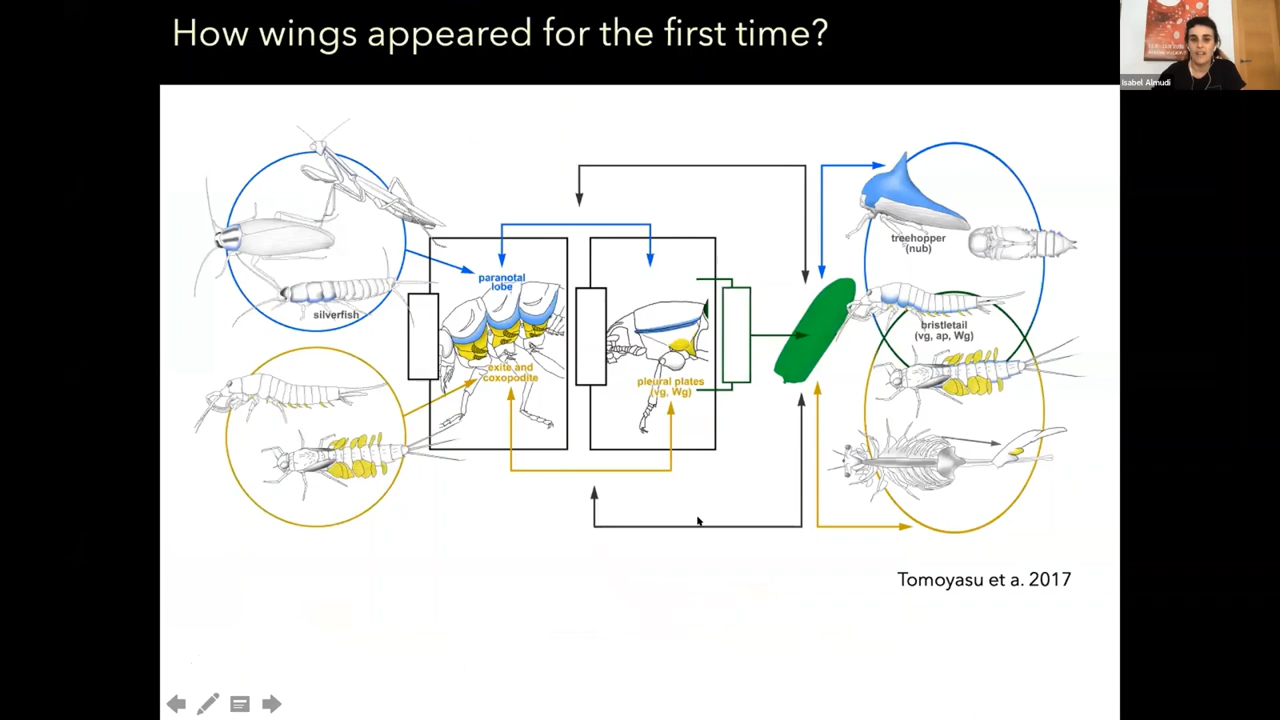 How wings appeared for the first time?
Isabel Almudi
paranotal
lobe
silverfish
exite and
coxopodite
pleural plates
(vg, Wg)
treehopper
(nub)
bristletail
(vg, ap, Wg)
Tomoyasu et a. 2017